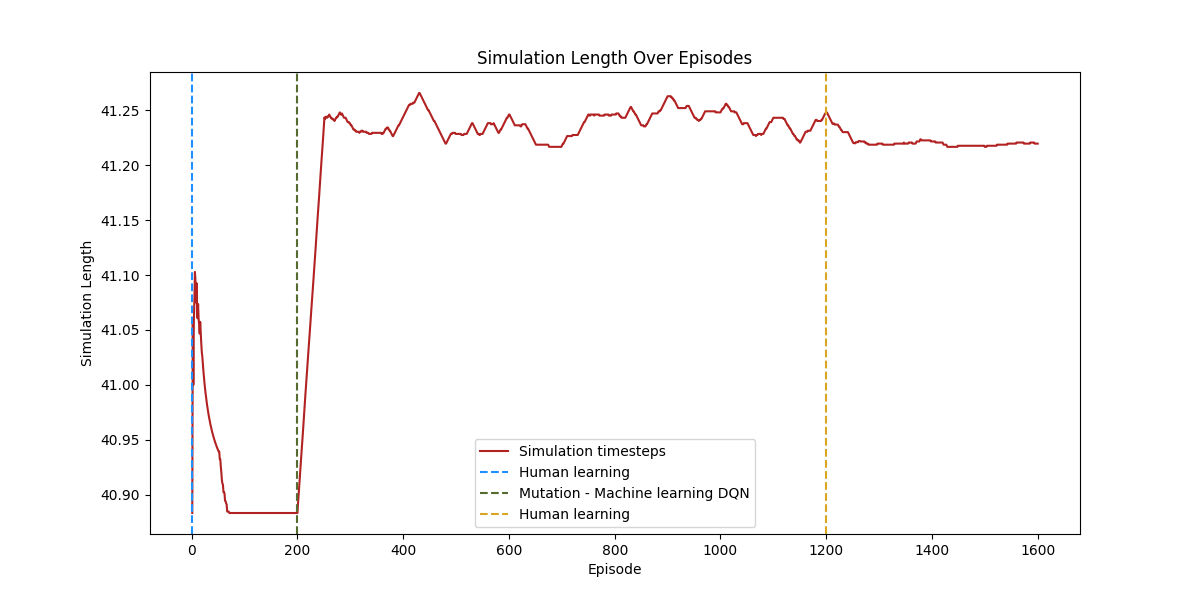 Simulation Length Over Episodes
Simulation Length
41.25
41.20
41.15
41.10
41.05
41.00
40.95
40.90
Simulation timesteps
Human learning
Mutation - Machine learning DQN
Human learning
0 200 400 600 800 1000 1200 1400 1600
Episode